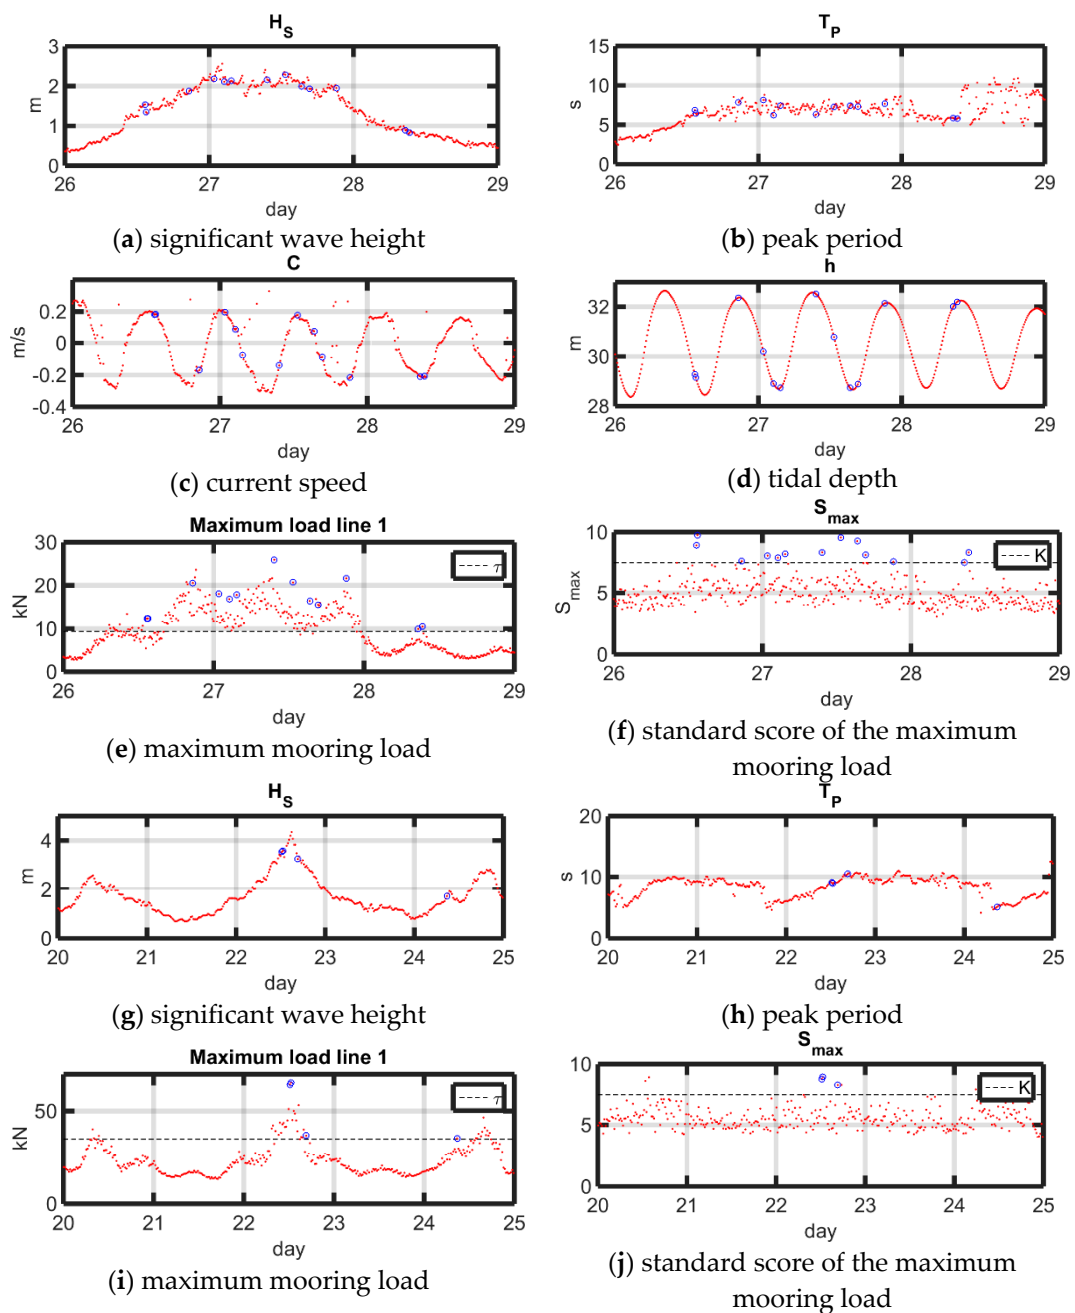 H_S
3
2
1
0
m
26 27 28 29
day
(a) significant wave height
T_P
15
10
5
0
s
26 27 28 29
day
(b) peak period
C
0.2
0
-0.2
-0.4
m/s
26 27 28 29
day
(c) current speed
h
32
30
28
m
26 27 28 29
day
(d) tidal depth
Maximum load line 1
30
20
10
0
kN
τ
26 27 28 29
day
(e) maximum mooring load
S_max
10
5
0
S_max
K
26 27 28 29
day
(f) standard score of the maximum
mooring load
H_S
4
2
0
m
20 21 22 23 24 25
day
(g) significant wave height
T_P
20
10
0
s
20 21 22 23 24 25
day
(h) peak period
Maximum load line 1
50
0
kN
τ
20 21 22 23 24 25
day
(i) maximum mooring load
S_max
10
5
0
S_max
K
20 21 22 23 24 25
day
(j) standard score of the maximum
mooring load